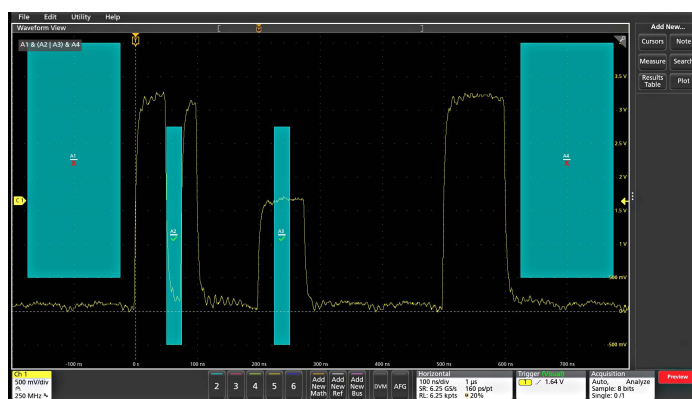 File Edit Utility Help
Waveform View
A1 & (A2 | A3) & A4
3.5 V
3 V
2.5 V
2 V
1.5 V
1 V
500 mV
0 V
-500 mV
A1
A2
A3
A4
C1
-100 ns 0 s 100 ns 200 ns 300 ns 400 ns 500 ns 600 ns 700 ns
Add New...
Cursors Note
Measure Search
Results Table Plot
Ch 1
500 mV/div
250 MHz
2 3 4 5 6
Add New Math
Add New Ref
Add New Bus
DVM
AFG
Horizontal
100 ns/div 1 µs
SR: 6.25 GS/s 160 ps/pt
RL: 6.25 kpts 20%
Trigger (Visual)
1 1.64 V
Acquisition
Auto, Analyze
Sample: 8 bits
Single: 0 /1
Preview